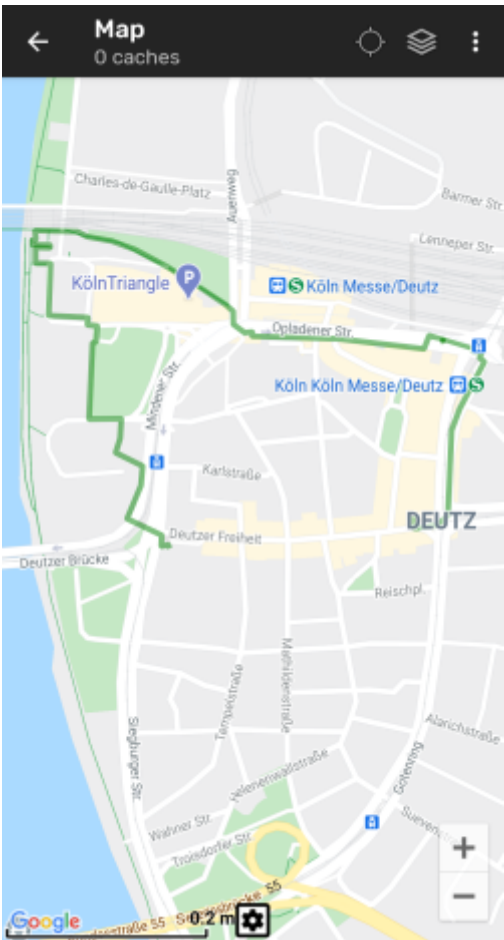 Map
0 caches
Charles-de-Gaulle-Platz
Auenweg
Barmer Str.
Lenneper Str.
KölnTriangle
P
S Köln Messe/Deutz
Opladener Str.
Köln Köln Messe/Deutz S
Mindener Str.
Karlstraße
DEUTZ
Deutzer Freiheit
Deutzer Brücke
Reischpl.
Mathildenstraße
Tempelstraße
Alarichstraße
Siegburger Str.
Gotenring
Helenenwallstraße
Suevenstraße
Wahner Str.
Troisdorfer Str.
55
55
Google
0.2 m